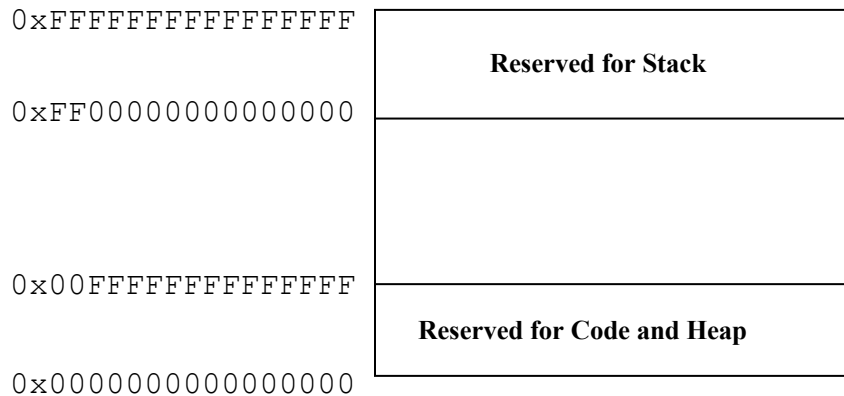 0xFFFFFFFFFFFFFFFF
Reserved for Stack
0xFF00000000000000
0x00FFFFFFFFFFFFFF
Reserved for Code and Heap
0x0000000000000000